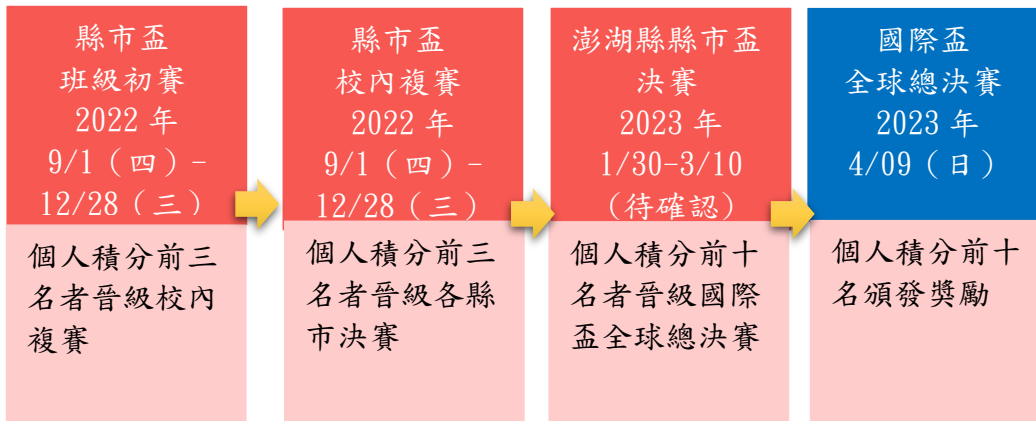 縣市盃
班級初賽
2022 年
9/1（四）-
12/28（三）
個人積分前三
名者晉級校內
複賽
縣市盃
校內複賽
2022 年
9/1（四）-
12/28（三）
個人積分前三
名者晉級各縣
市決賽
澎湖縣縣市盃
決賽
2023 年
1/30-3/10
（待確認）
個人積分前十
名者晉級國際
盃全球總決賽
國際盃
全球總決賽
2023 年
4/09（日）
個人積分前十
名頒發獎勵